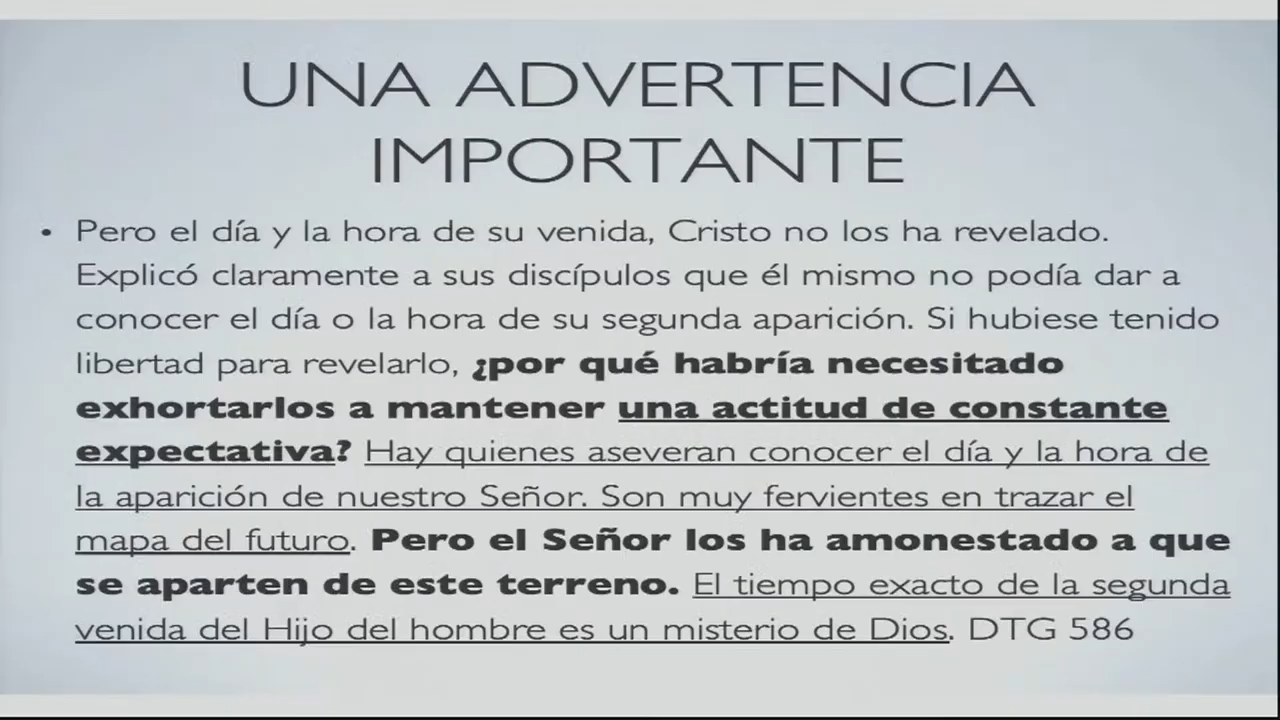 UNA ADVERTENCIA
IMPORTANTE
• Pero el día y la hora de su venida, Cristo no los ha revelado.
Explicó claramente a sus discípulos que él mismo no podía dar a
conocer el día o la hora de su segunda aparición. Si hubiese tenido
libertad para revelarlo, ¿por qué habría necesitado
exhortarlos a mantener una actitud de constante
expectativa? Hay quienes aseveran conocer el día y la hora de
la aparición de nuestro Señor. Son muy fervientes en trazar el
mapa del futuro. Pero el Señor los ha amonestado a que
se aparten de este terreno. El tiempo exacto de la segunda
venida del Hijo del hombre es un misterio de Dios. DTG 586